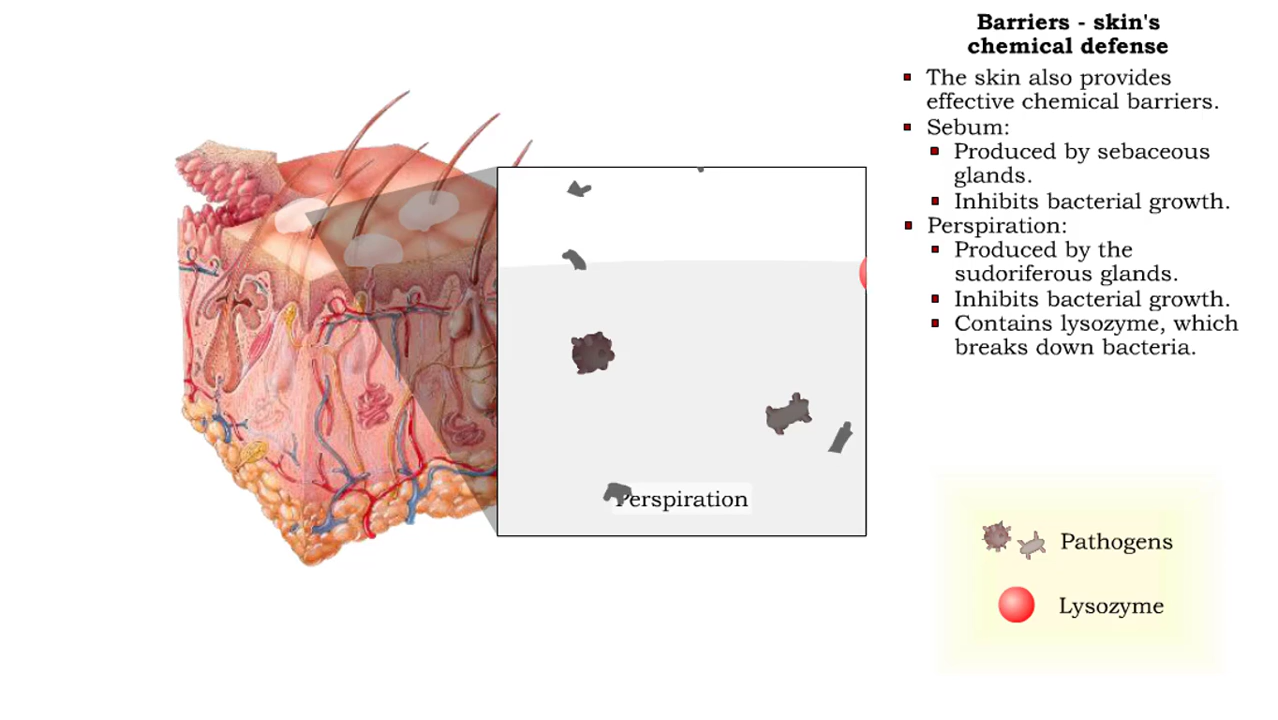 Barriers - skin's
chemical defense
The skin also provides
effective chemical barriers.
Sebum:
Produced by sebaceous
glands.
Inhibits bacterial growth.
Perspiration:
Produced by the
sudoriferous glands.
Inhibits bacterial growth.
Contains lysozyme, which
breaks down bacteria.
Perspiration
Pathogens
Lysozyme